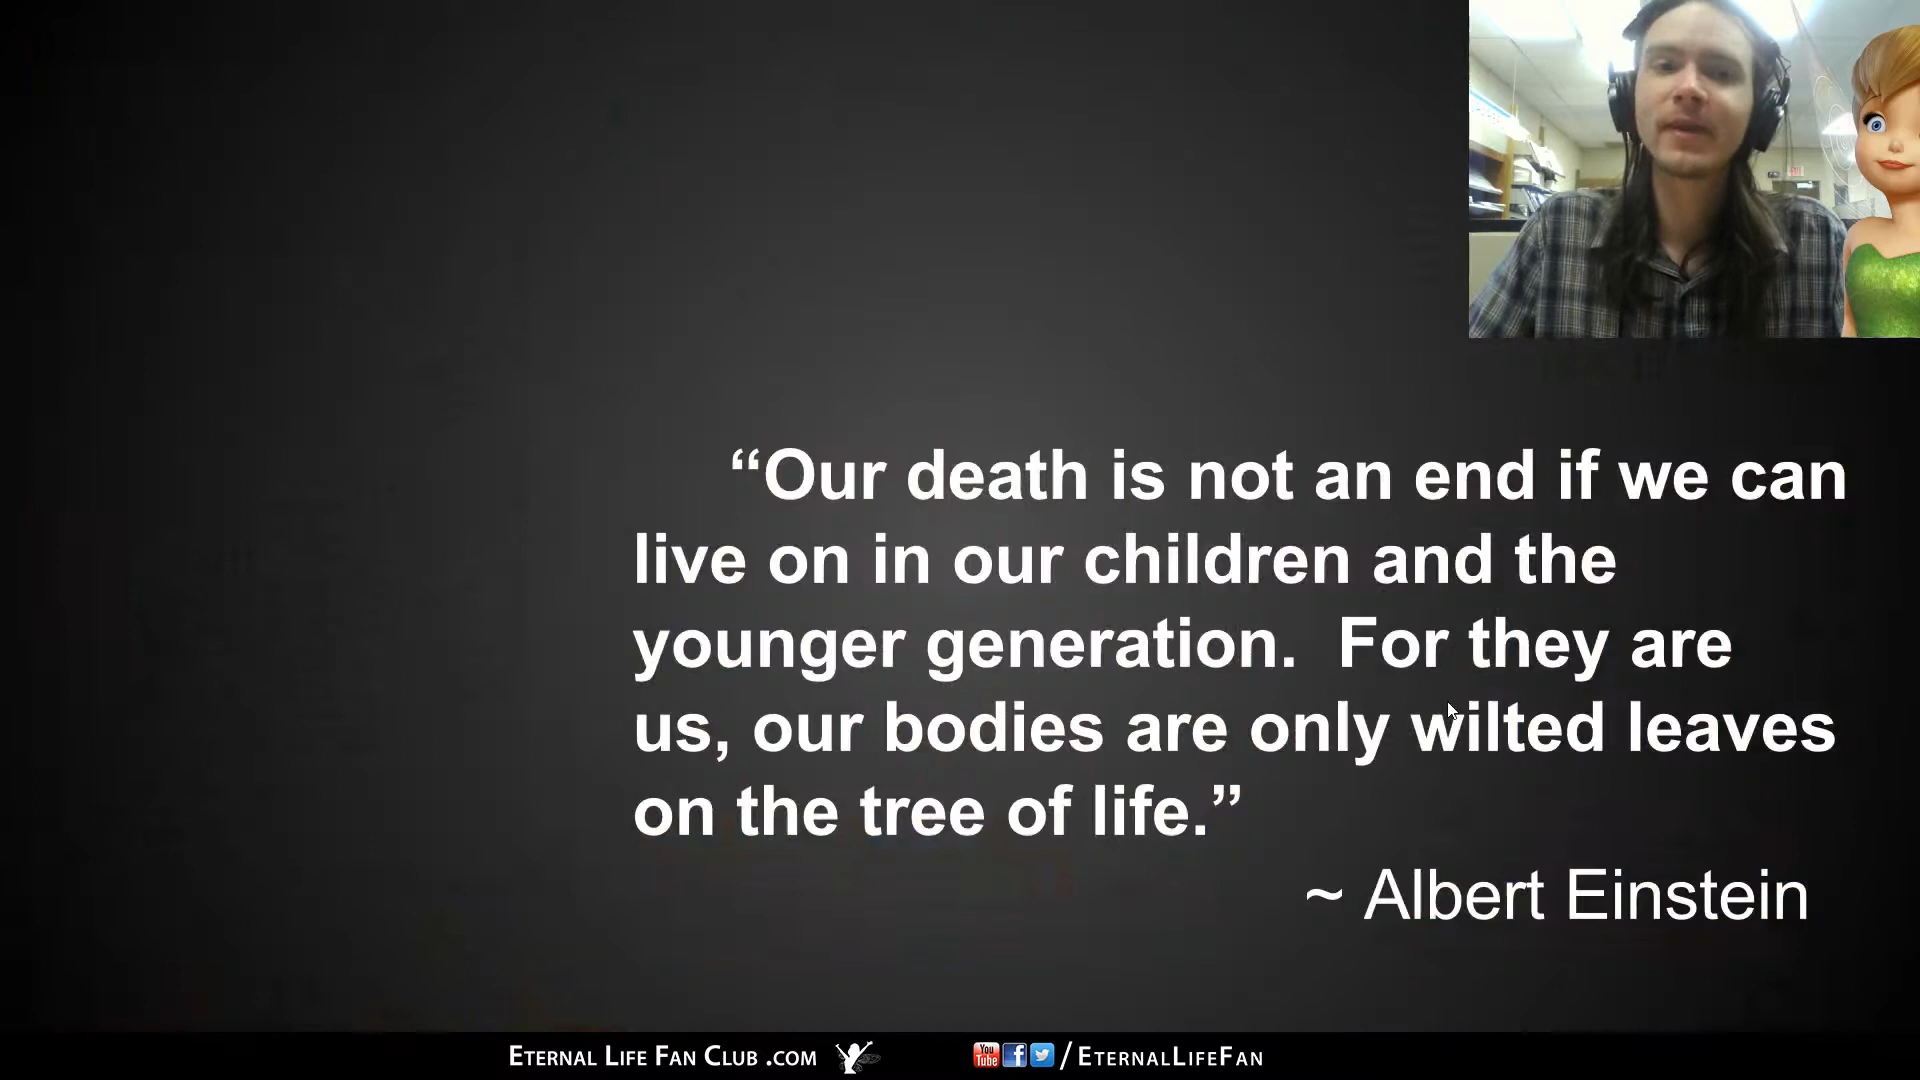 “Our death is not an end if we can
live on in our children and the
younger generation.  For they are
us, our bodies are only wilted leaves
on the tree of life.”
~ Albert Einstein
Eternal Life Fan Club .com
You Tube f /EternalLifeFan